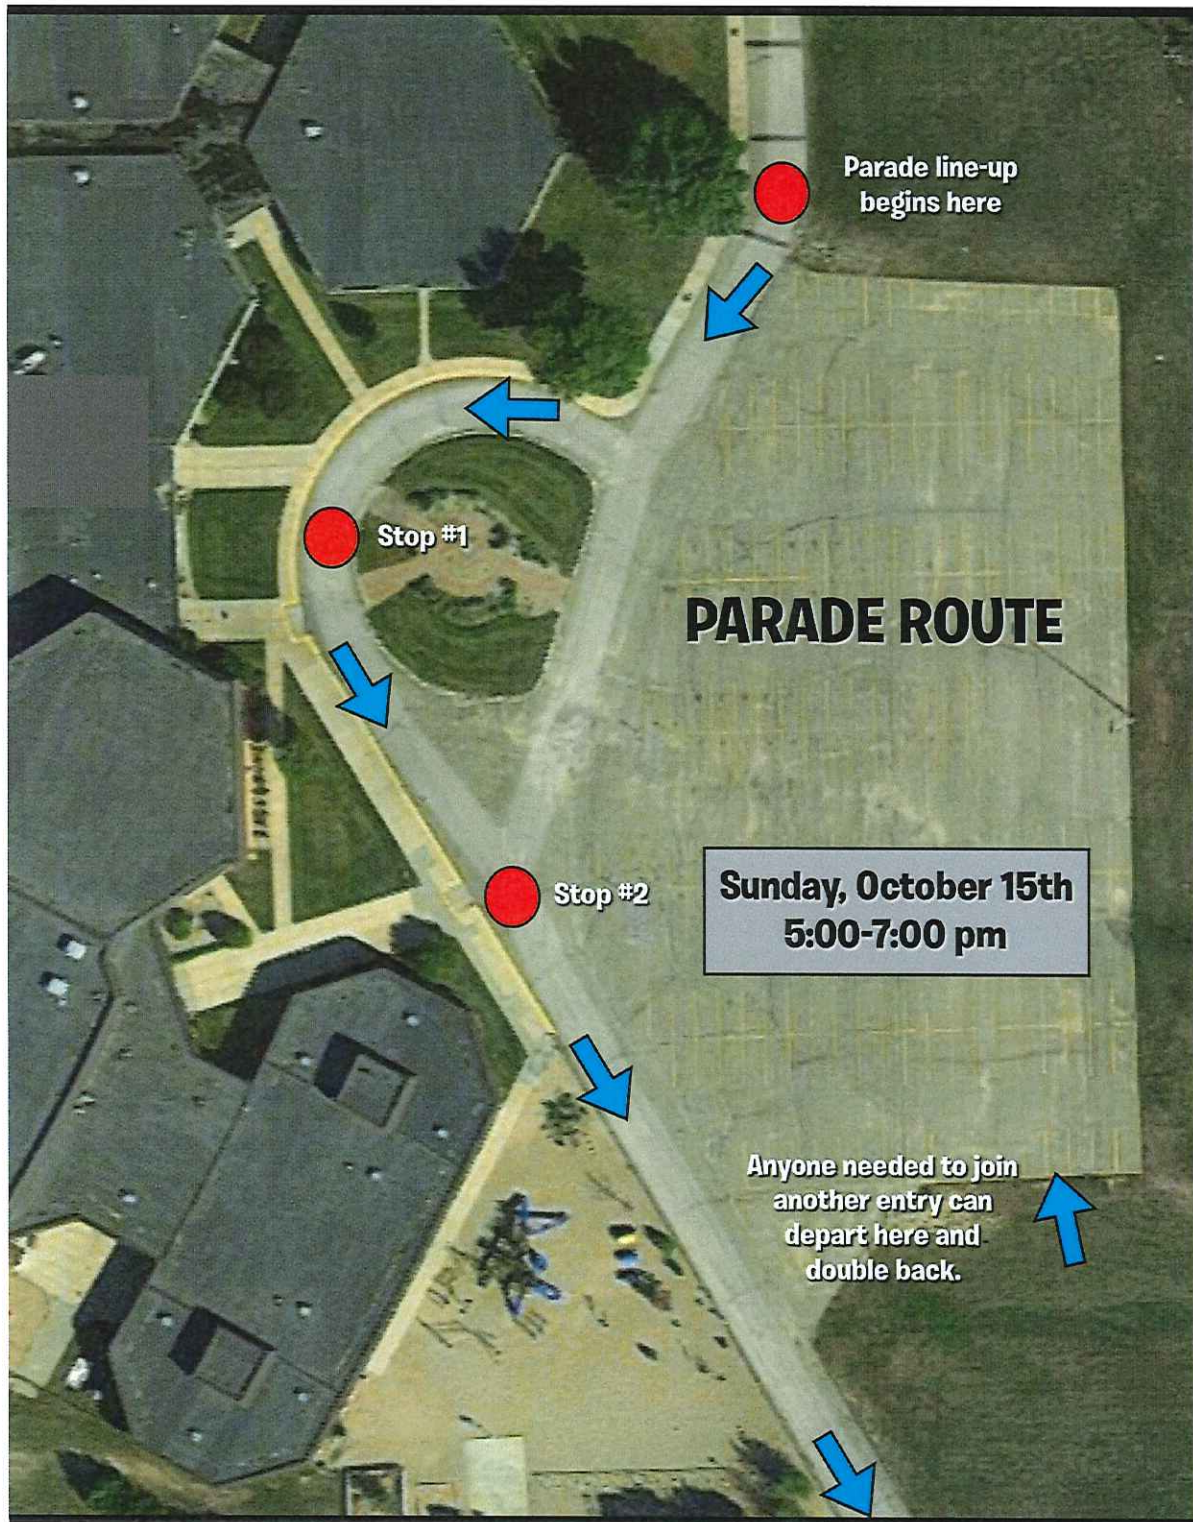 Parade line-up
begins here
Stop #1
PARADE ROUTE
Stop #2
Sunday, October 15th
5:00-7:00 pm
Anyone needed to join
another entry can
depart here and
double back.